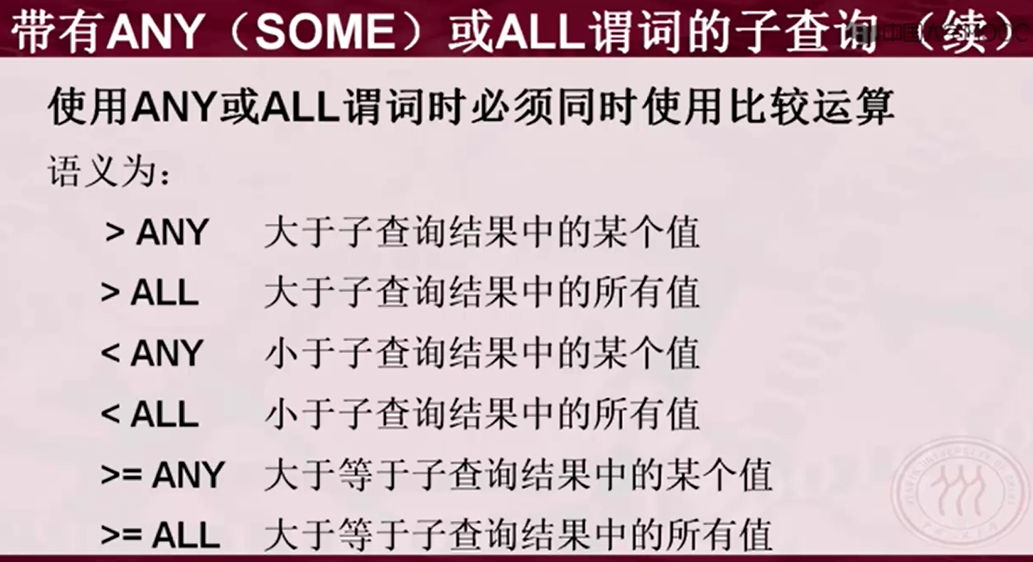 带有ANY（SOME）或ALL谓词的子查询（续）
使用ANY或ALL谓词时必须同时使用比较运算
语义为：
> ANY 大于子查询结果中的某个值
> ALL 大于子查询结果中的所有值
< ANY 小于子查询结果中的某个值
< ALL 小于子查询结果中的所有值
>= ANY 大于等于子查询结果中的某个值
>= ALL 大于等于子查询结果中的所有值